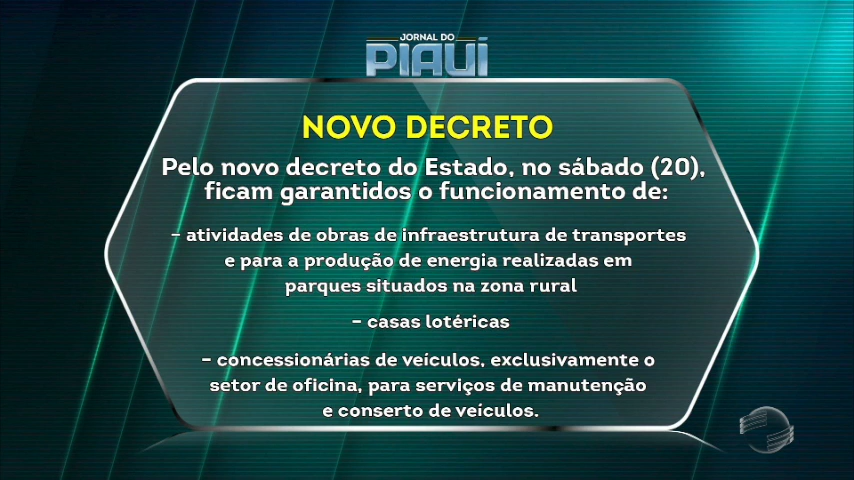 JORNAL DO
PIAUÍ
NOVO DECRETO
Pelo novo decreto do Estado, no sábado (20),
ficam garantidos o funcionamento de:
– atividades de obras de infraestrutura de transportes
e para a produção de energia realizadas em
parques situados na zona rural
– casas lotéricas
– concessionárias de veículos, exclusivamente o
setor de oficina, para serviços de manutenção
e conserto de veículos.